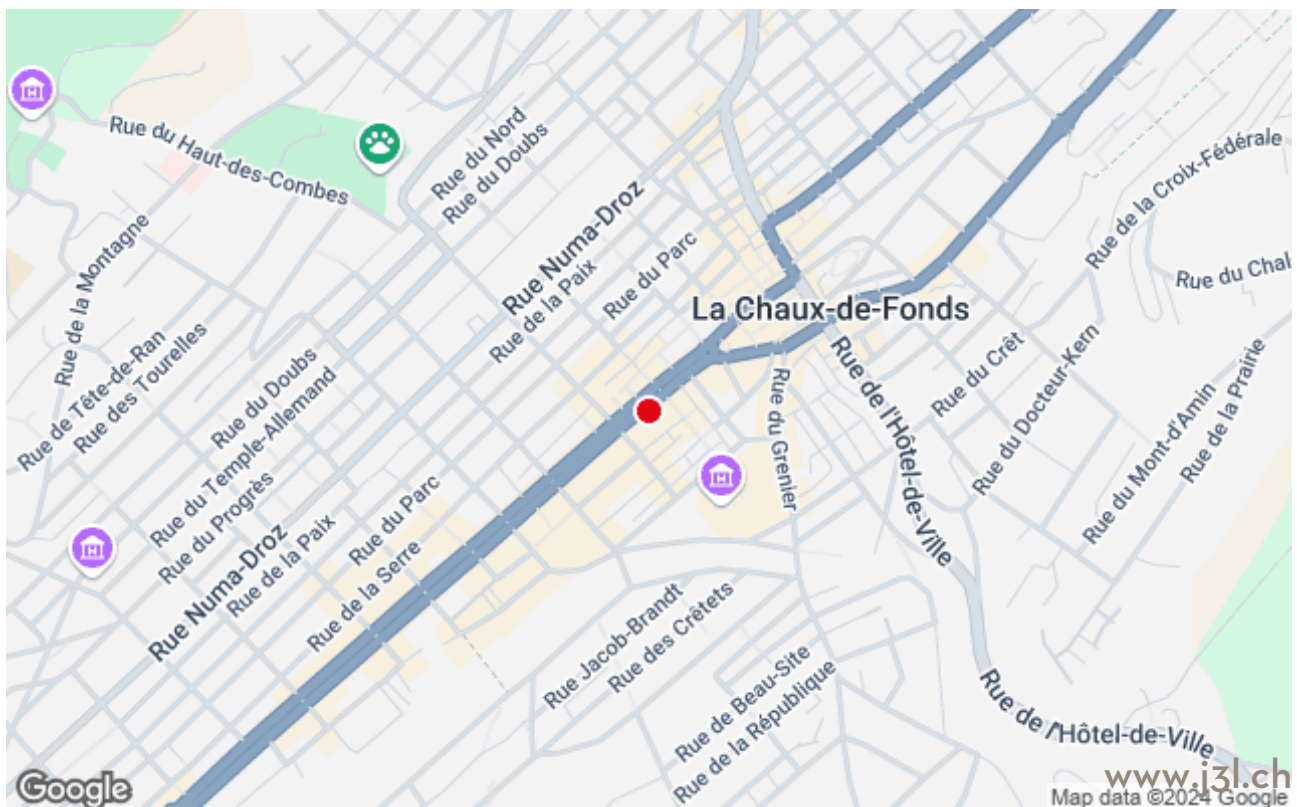 Rue du Haut-des-Combes
Rue du Nord
Rue du Doubs
Rue de la Croix-Fédérale
Rue Numa-Droz
Rue du Parc
Rue de la Paix
Rue de la Montagne
Rue du Chal
La Chaux-de-Fonds
Rue de Tête-de-Ran
Rue des Tourelles
Rue du Doubs
Rue du Temple-Allemand
Rue du Progrès
Rue du Grenier
Rue de l'Hôtel-de-Ville
Rue du Crêt
Rue du Docteur-Kern
Rue du Mont-d'Amin
Rue de la Prairie
Rue Numa-Droz
Rue de la Paix
Rue du Parc
Rue de la Serre
Rue Jacob-Brandt
Rue des Crêtets
Rue de Beau-Site
Rue de la République
Rue de l'Hôtel-de-Ville
Google
www.j3l.ch
Map data ©2024 Google